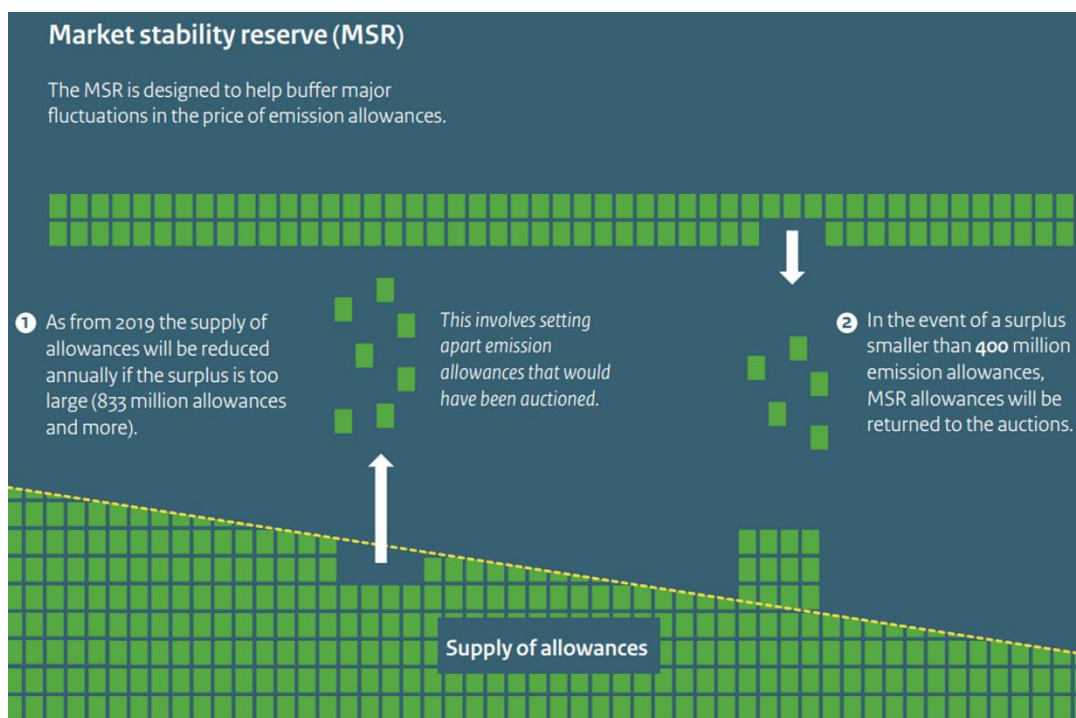 Market stability reserve (MSR)
The MSR is designed to help buffer major
fluctuations in the price of emission allowances.
1 As from 2019 the supply of
allowances will be reduced
annually if the surplus is too
large (833 million allowances
and more).
This involves setting
apart emission
allowances that would
have been auctioned.
2 In the event of a surplus
smaller than 400 million
emission allowances,
MSR allowances will be
returned to the auctions.
Supply of allowances